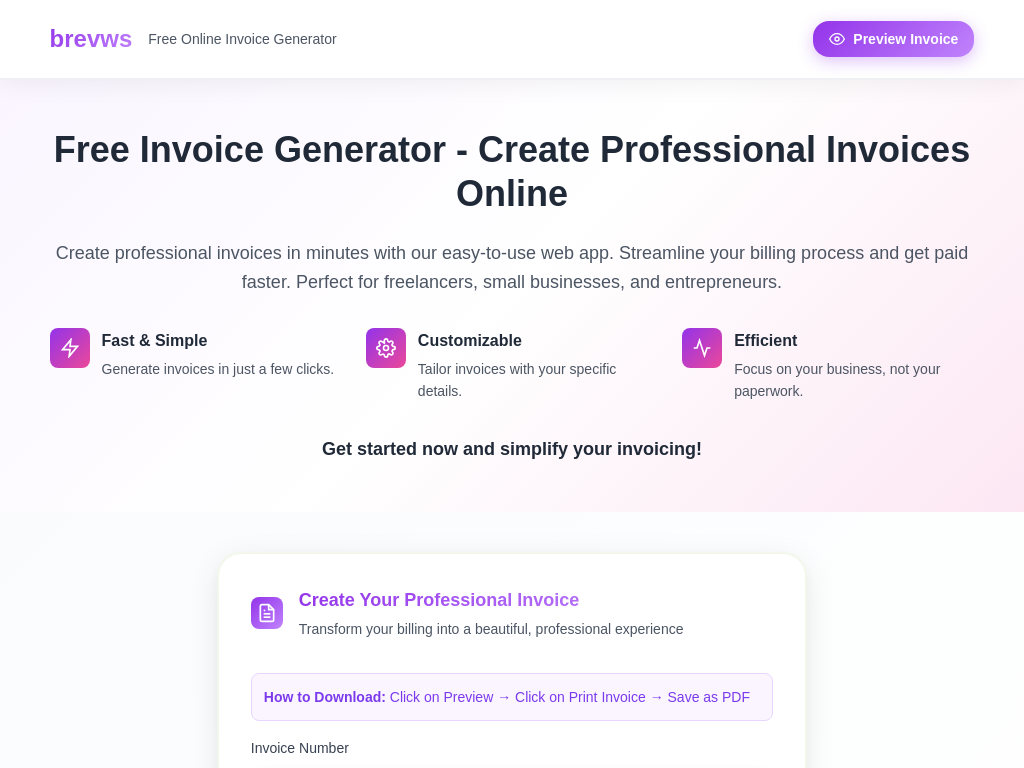 brevws
Free Online Invoice Generator
Preview Invoice
Free Invoice Generator - Create Professional Invoices
Online
Create professional invoices in minutes with our easy-to-use web app. Streamline your billing process and get paid
faster. Perfect for freelancers, small businesses, and entrepreneurs.
Fast & Simple
Generate invoices in just a few clicks.
Customizable
Tailor invoices with your specific
details.
Efficient
Focus on your business, not your
paperwork.
Get started now and simplify your invoicing!
Create Your Professional Invoice
Transform your billing into a beautiful, professional experience
How to Download: Click on Preview → Click on Print Invoice → Save as PDF
Invoice Number